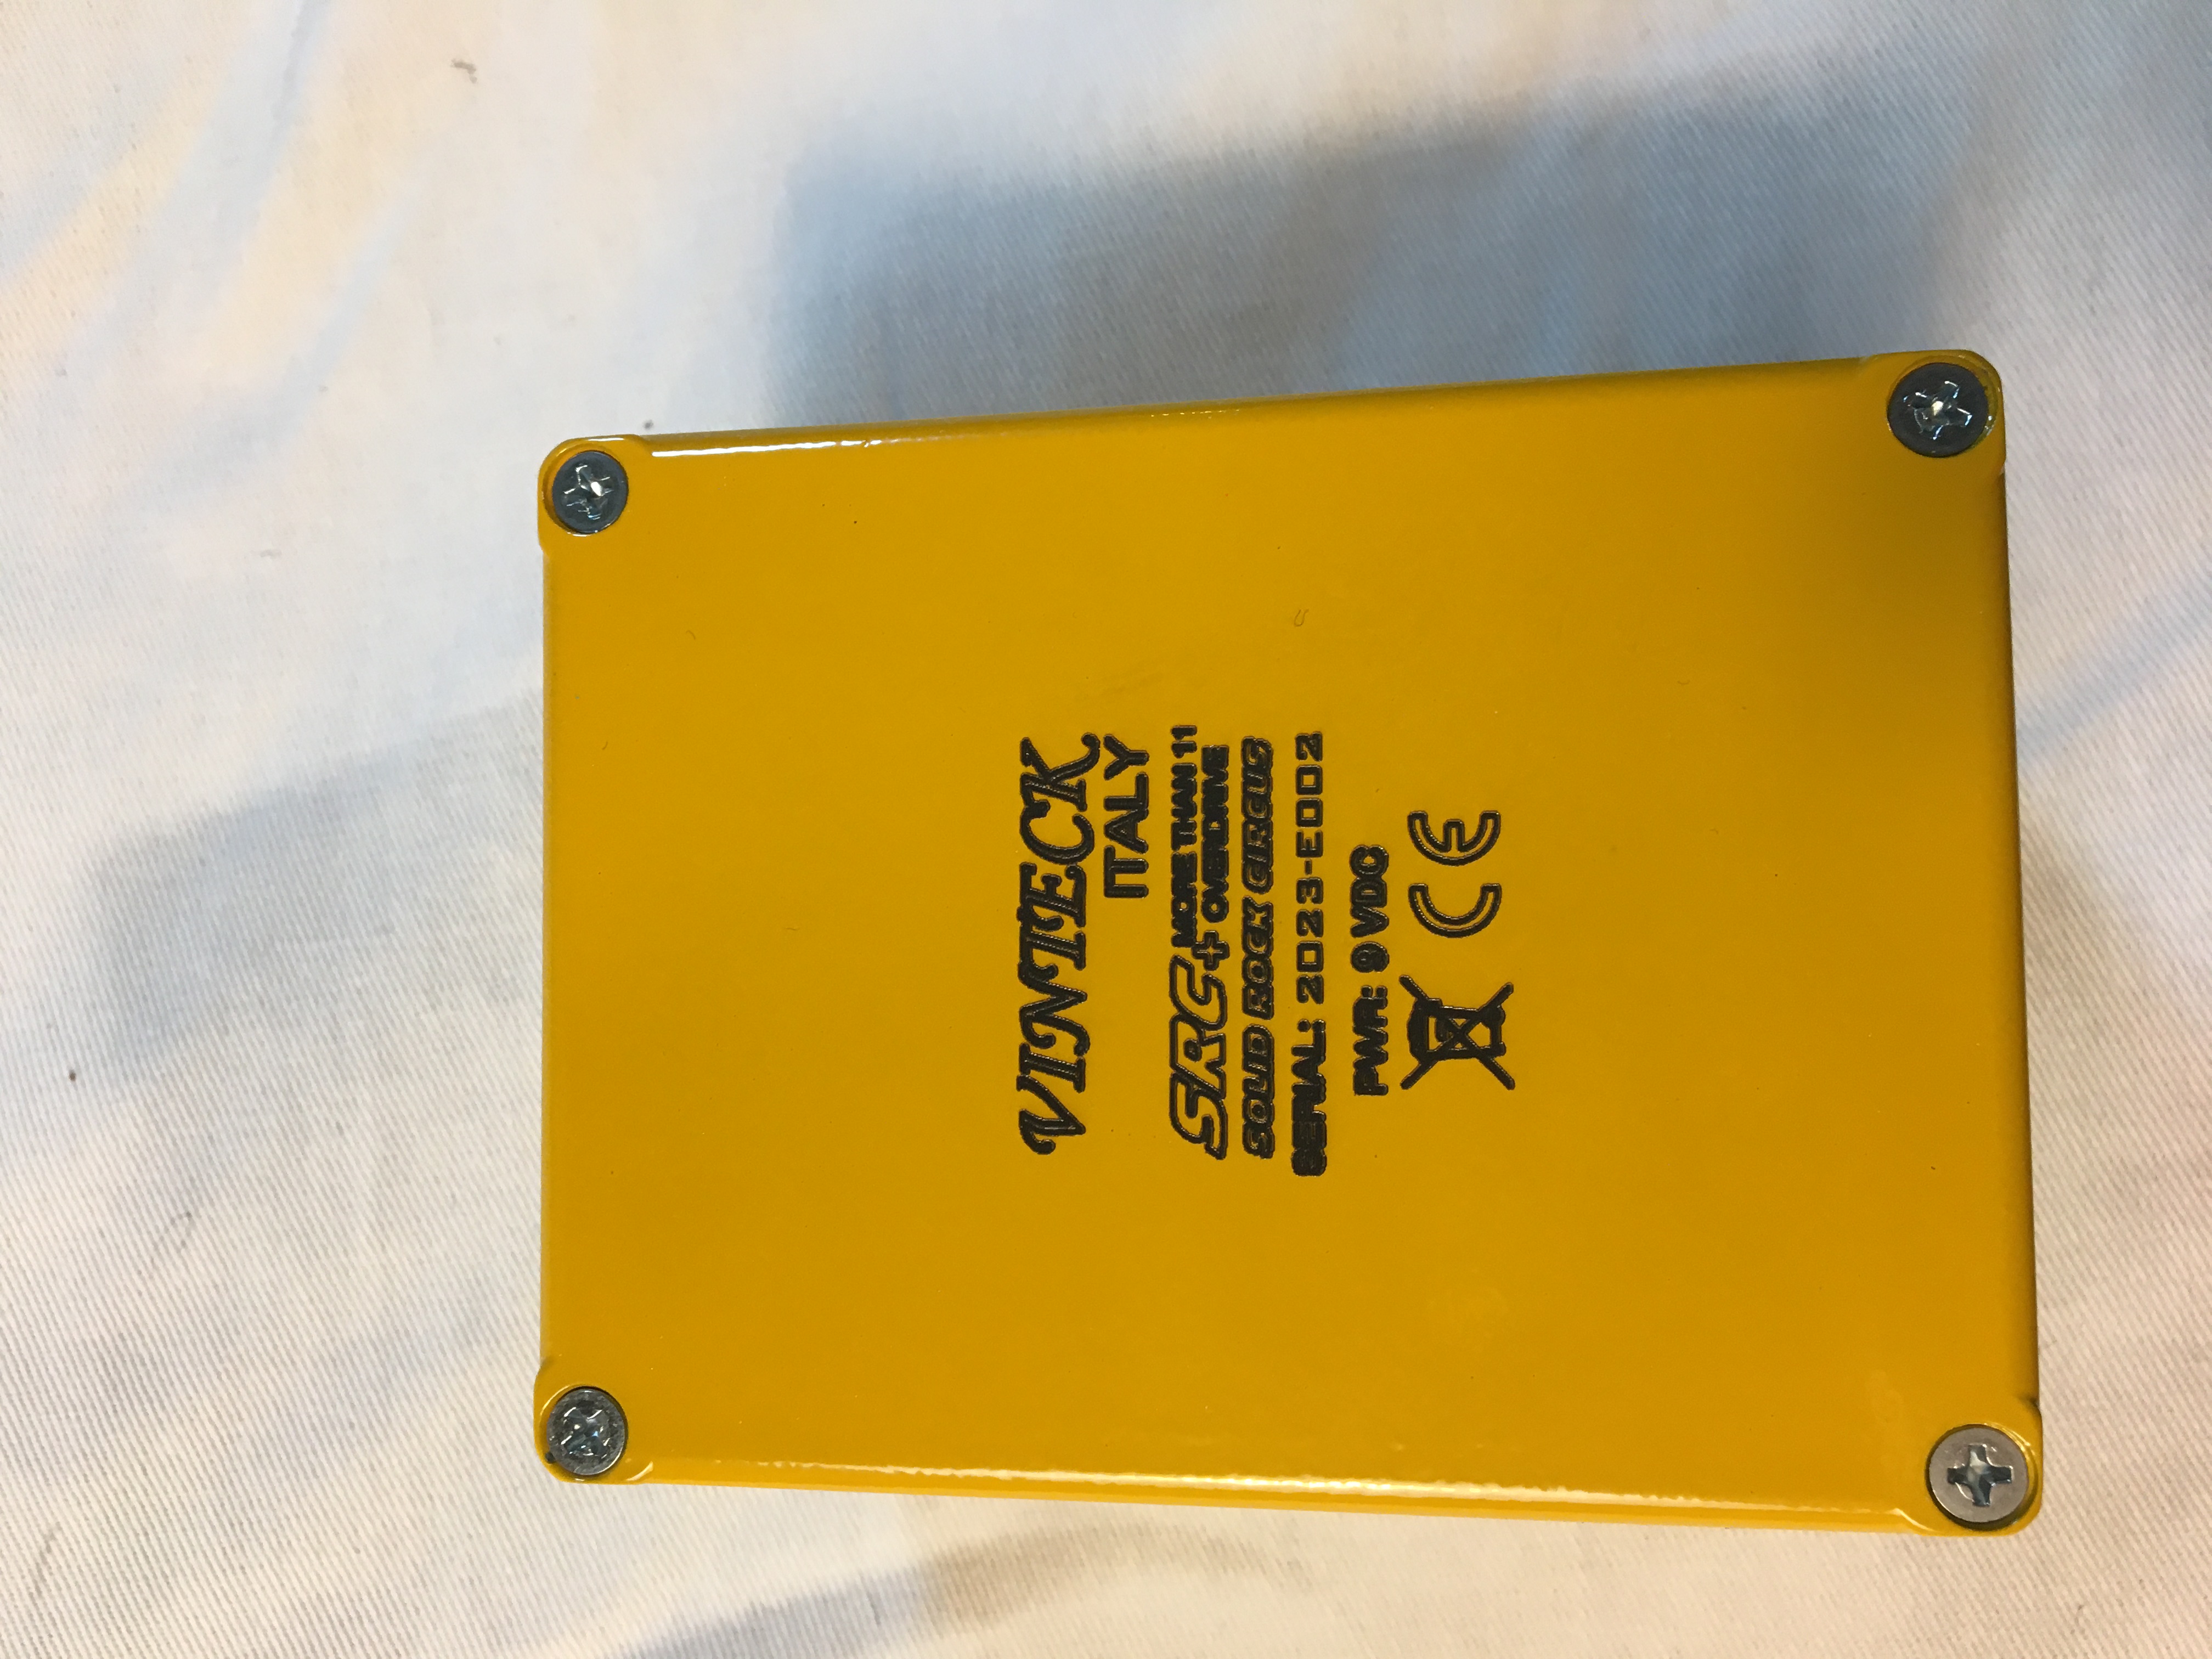 VINTECK
ITALY
SRC+ MORE THAN 11
OVERDRIVE
SOLID ROCK CIRCUS
SERIAL: 2023-E002
PWR: 9 VDC
CE